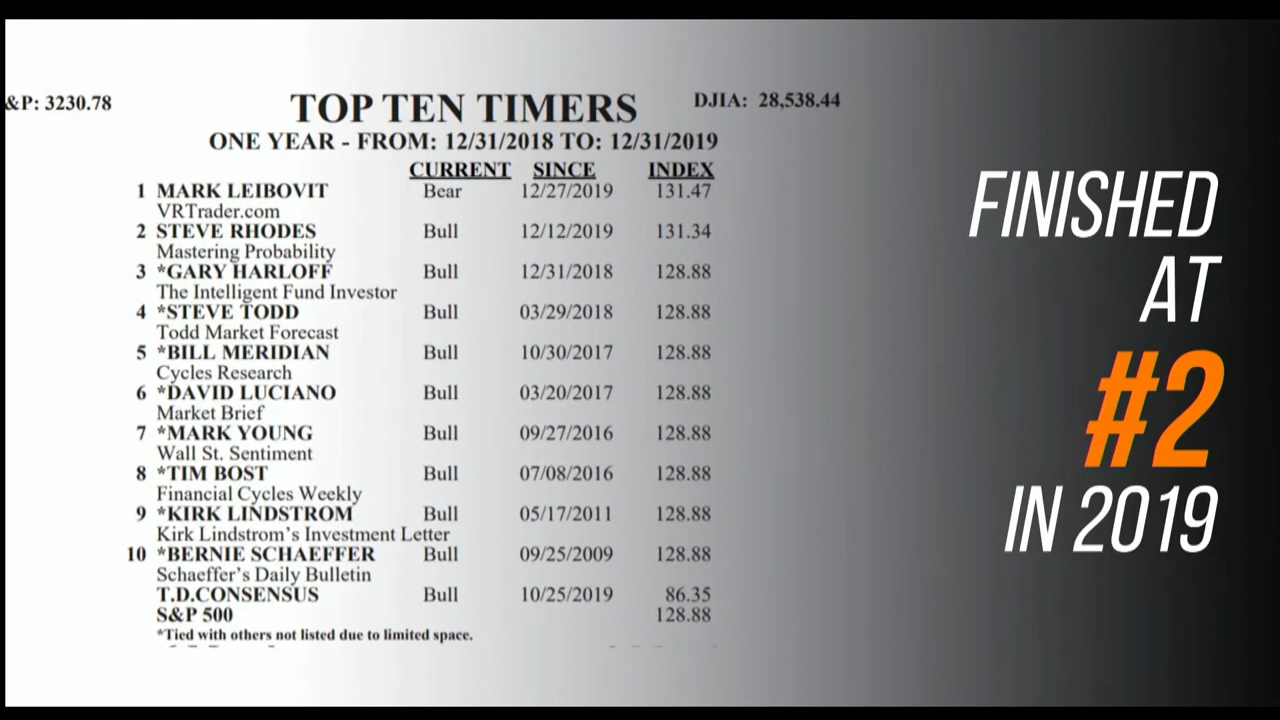 &P: 3230.78
TOP TEN TIMERS
DJIA: 28,538.44
ONE YEAR - FROM: 12/31/2018 TO: 12/31/2019
CURRENT SINCE INDEX
1 MARK LEIBOVIT Bear 12/27/2019 131.47
VRTrader.com
2 STEVE RHODES Bull 12/12/2019 131.34
Mastering Probability
3 *GARY HARLOFF Bull 12/31/2018 128.88
The Intelligent Fund Investor
4 *STEVE TODD Bull 03/29/2018 128.88
Todd Market Forecast
5 *BILL MERIDIAN Bull 10/30/2017 128.88
Cycles Research
6 *DAVID LUCIANO Bull 03/20/2017 128.88
Market Brief
7 *MARK YOUNG Bull 09/27/2016 128.88
Wall St. Sentiment
8 *TIM BOST Bull 07/08/2016 128.88
Financial Cycles Weekly
9 *KIRK LINDSTROM Bull 05/17/2011 128.88
Kirk Lindstrom's Investment Letter
10 *BERNIE SCHAEFFER Bull 09/25/2009 128.88
Schaeffer's Daily Bulletin
T.D.CONSENSUS Bull 10/25/2019 86.35
S&P 500 128.88
*Tied with others not listed due to limited space.
FINISHED
AT
#2
IN 2019